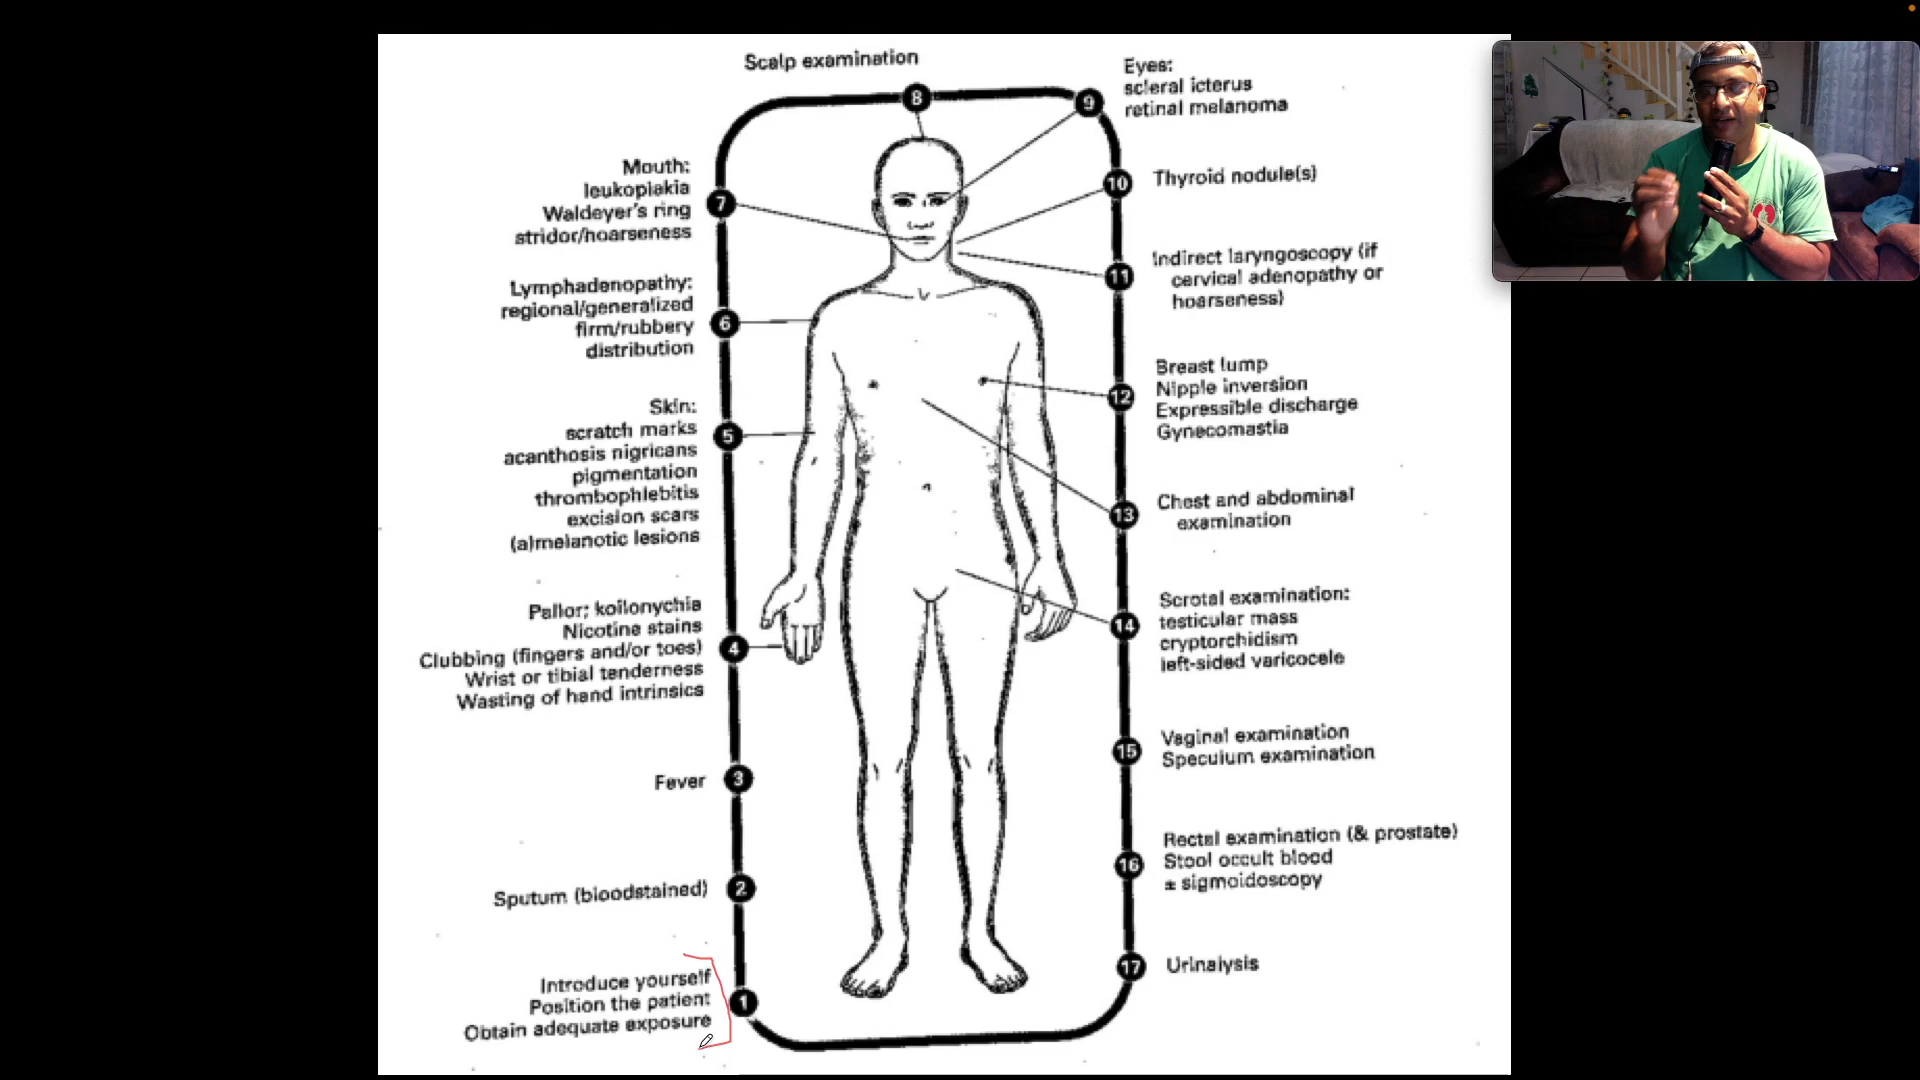 Scalp examination
8
Eyes:
scleral icterus
retinal melanoma
9
Mouth:
leukoplakia
Waldeyer's ring
stridor/hoarseness
7
Thyroid nodule(s)
10
Indirect laryngoscopy (if
cervical adenopathy or
hoarseness)
11
Lymphadenopathy:
regional/generalized
firm/rubbery
distribution
6
Breast lump
Nipple inversion
Expressible discharge
Gynecomastia
12
Skin:
scratch marks
acanthosis nigricans
pigmentation
thrombophlebitis
excision scars
(a)melanotic lesions
5
Chest and abdominal
examination
13
Pallor; koilonychia
Nicotine stains
Clubbing (fingers and/or toes)
Wrist or tibial tenderness
Wasting of hand intrinsics
4
Scrotal examination:
testicular mass
cryptorchidism
left-sided varicocele
14
Vaginal examination
Speculum examination
15
Fever
3
Rectal examination (& prostate)
Stool occult blood
± sigmoidoscopy
16
Sputum (bloodstained)
2
Urinalysis
17
Introduce yourself
Position the patient
Obtain adequate exposure
1